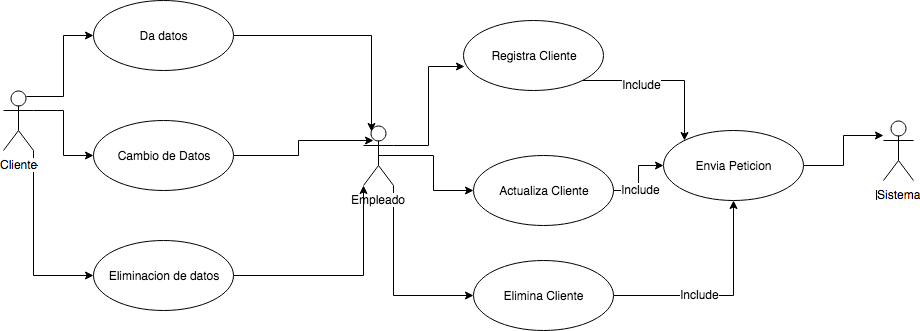 Da datos
Registra Cliente
Include
Cliente
Cambio de Datos
Empleado
Actualiza Cliente
Include
Envia Peticion
Sistema
Eliminacion de datos
Elimina Cliente
Include